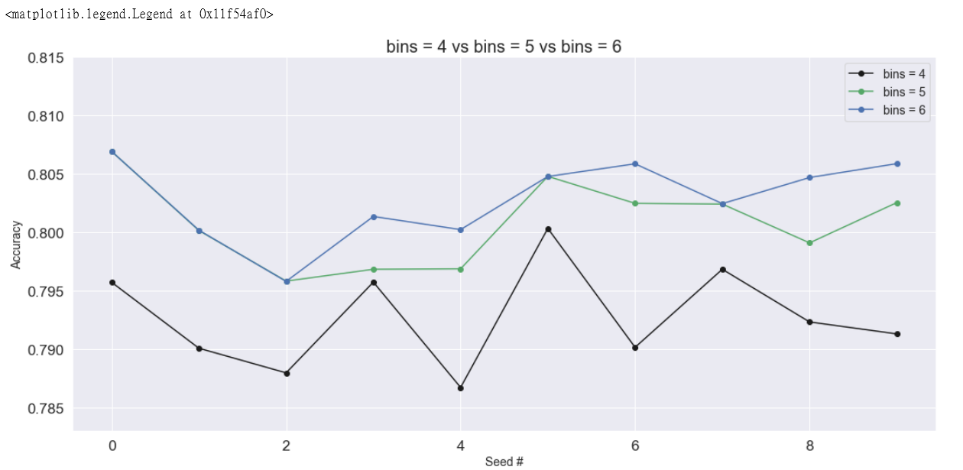 <matplotlib.legend.Legend at 0x11f54af0>
bins = 4 vs bins = 5 vs bins = 6
0.815
0.810
0.805
0.800
0.795
0.790
0.785
Accuracy
bins = 4
bins = 5
bins = 6
0 2 4 6 8
Seed #